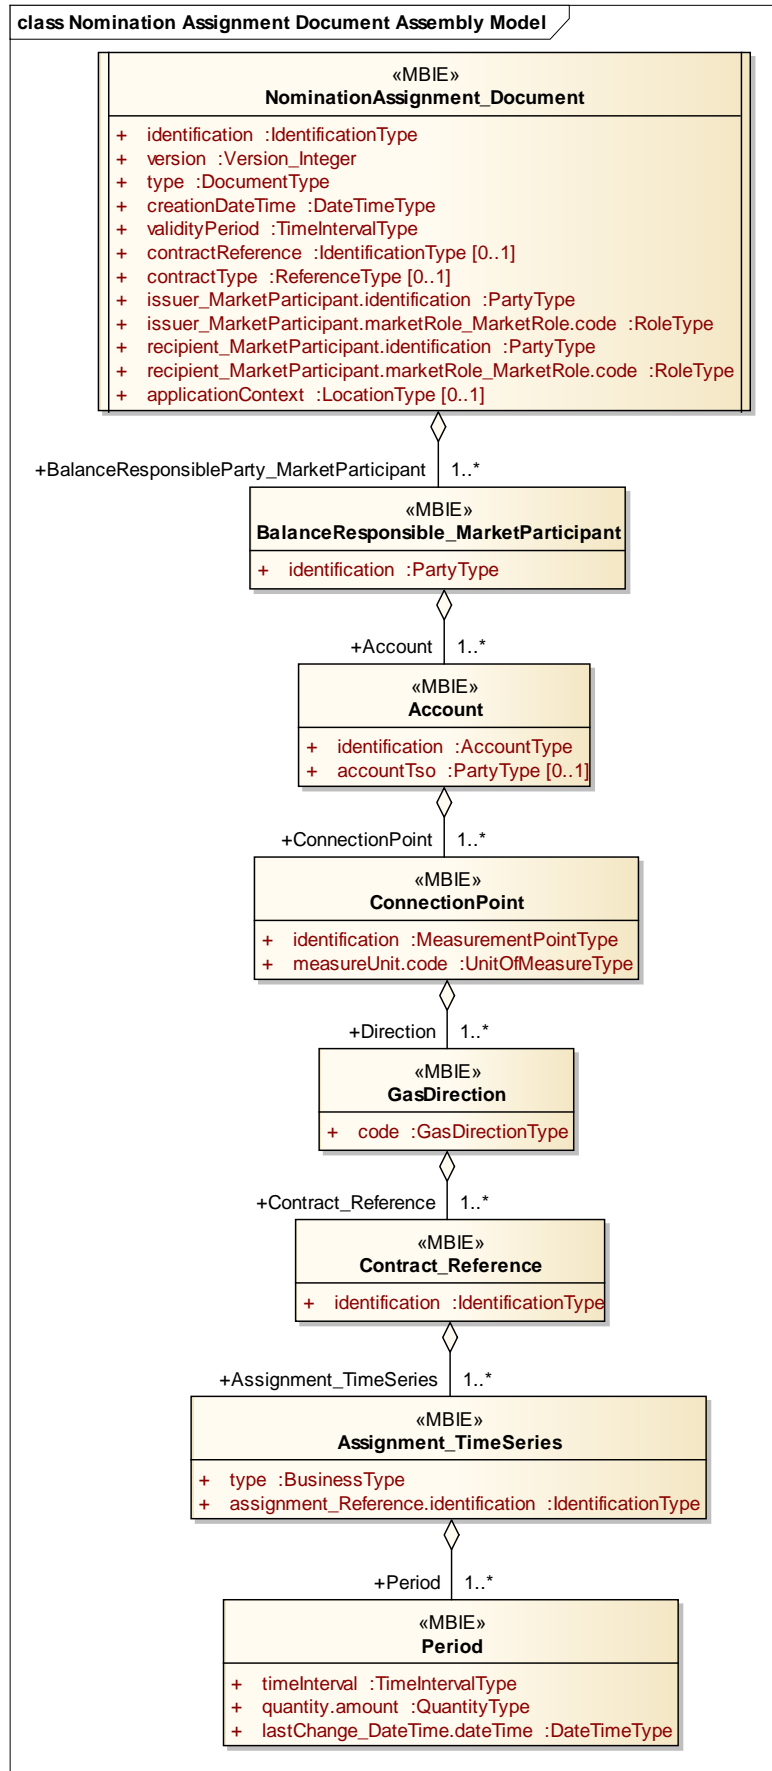 class Nomination Assignment Document Assembly Model
«MBIE»
NominationAssignment_Document
+ identification :IdentificationType
+ version :Version_Integer
+ type :DocumentType
+ creationDateTime :DateTimeType
+ validityPeriod :TimeIntervalType
+ contractReference :IdentificationType [0..1]
+ contractType :ReferenceType [0..1]
+ issuer_MarketParticipant.identification :PartyType
+ issuer_MarketParticipant.marketRole_MarketRole.code :RoleType
+ recipient_MarketParticipant.identification :PartyType
+ recipient_MarketParticipant.marketRole_MarketRole.code :RoleType
+ applicationContext :LocationType [0..1]
+BalanceResponsibleParty_MarketParticipant 1..*
«MBIE»
BalanceResponsible_MarketParticipant
+ identification :PartyType
+Account 1..*
«MBIE»
Account
+ identification :AccountType
+ accountTso :PartyType [0..1]
+ConnectionPoint 1..*
«MBIE»
ConnectionPoint
+ identification :MeasurementPointType
+ measureUnit.code :UnitOfMeasureType
+Direction 1..*
«MBIE»
GasDirection
+ code :GasDirectionType
+Contract_Reference 1..*
«MBIE»
Contract_Reference
+ identification :IdentificationType
+Assignment_TimeSeries 1..*
«MBIE»
Assignment_TimeSeries
+ type :BusinessType
+ assignment_Reference.identification :IdentificationType
+Period 1..*
«MBIE»
Period
+ timeInterval :TimeIntervalType
+ quantity.amount :QuantityType
+ lastChange_DateTime.dateTime :DateTimeType